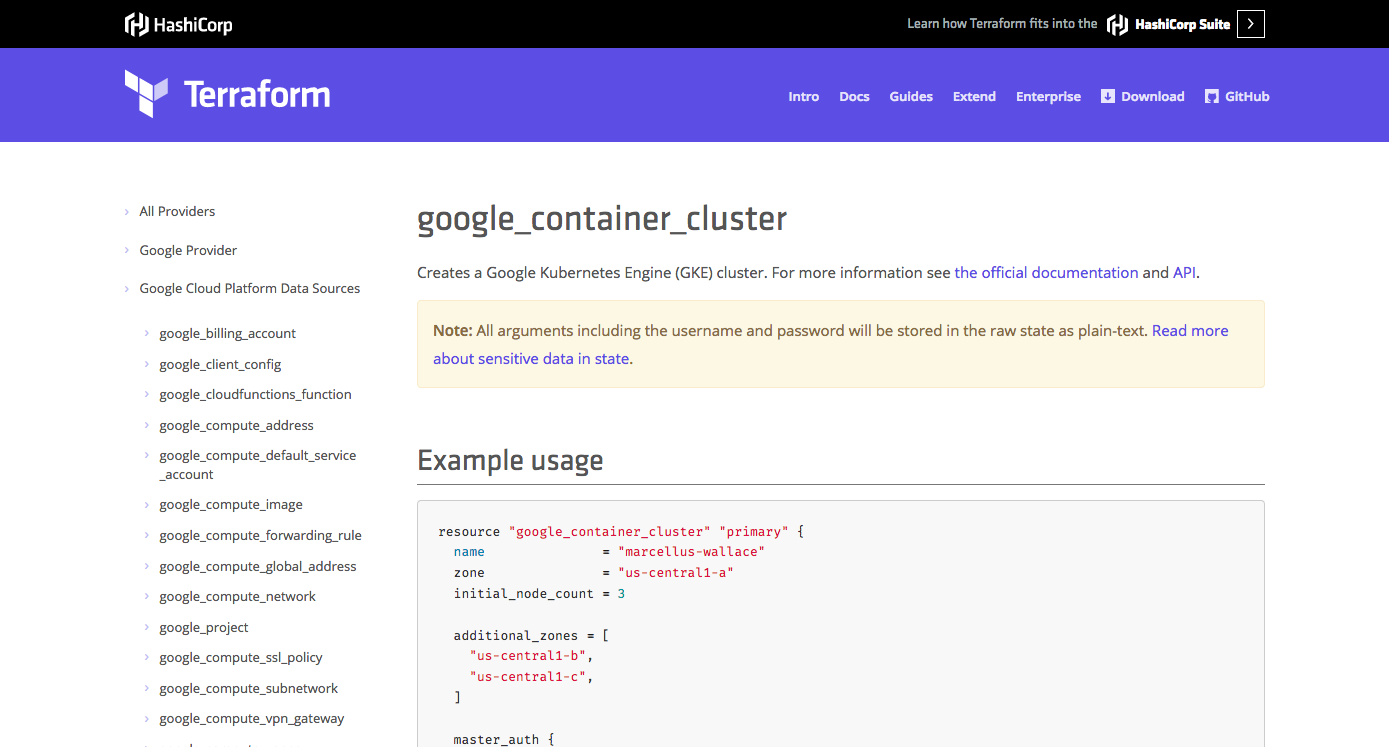 HashiCorp
Learn how Terraform fits into the HashiCorp Suite
Terraform
Intro Docs Guides Extend Enterprise Download GitHub
All Providers
Google Provider
Google Cloud Platform Data Sources
google_billing_account
google_client_config
google_cloudfunctions_function
google_compute_address
google_compute_default_service
_account
google_compute_image
google_compute_forwarding_rule
google_compute_global_address
google_compute_network
google_project
google_compute_ssl_policy
google_compute_subnetwork
google_compute_vpn_gateway
google_container_cluster
Creates a Google Kubernetes Engine (GKE) cluster. For more information see the official documentation and API.
Note: All arguments including the username and password will be stored in the raw state as plain-text. Read more
about sensitive data in state.
Example usage
resource "google_container_cluster" "primary" {
  name               = "marcellus-wallace"
  zone               = "us-central1-a"
  initial_node_count = 3
  additional_zones = [
    "us-central1-b",
    "us-central1-c",
  ]
  master_auth {